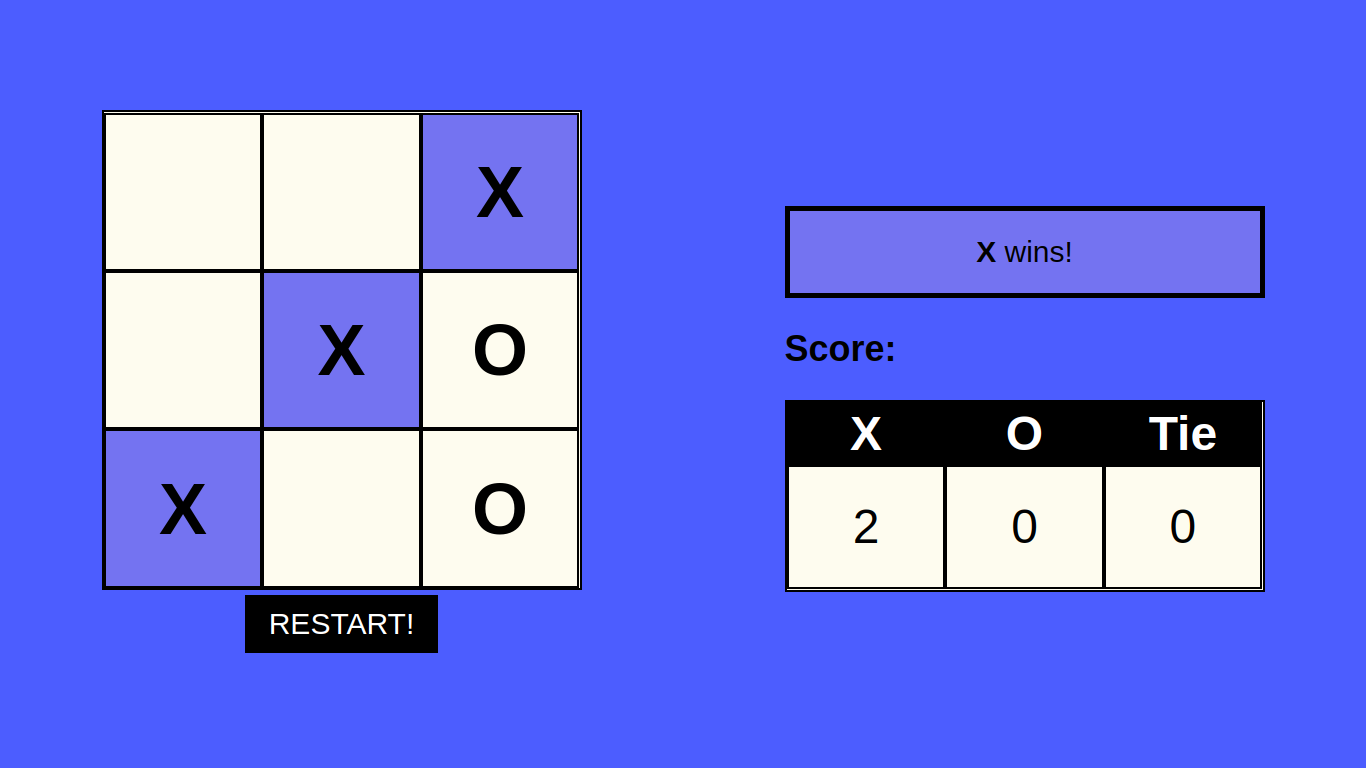 X
X O
X O
RESTART!
X wins!
Score:
X O Tie
2 0 0